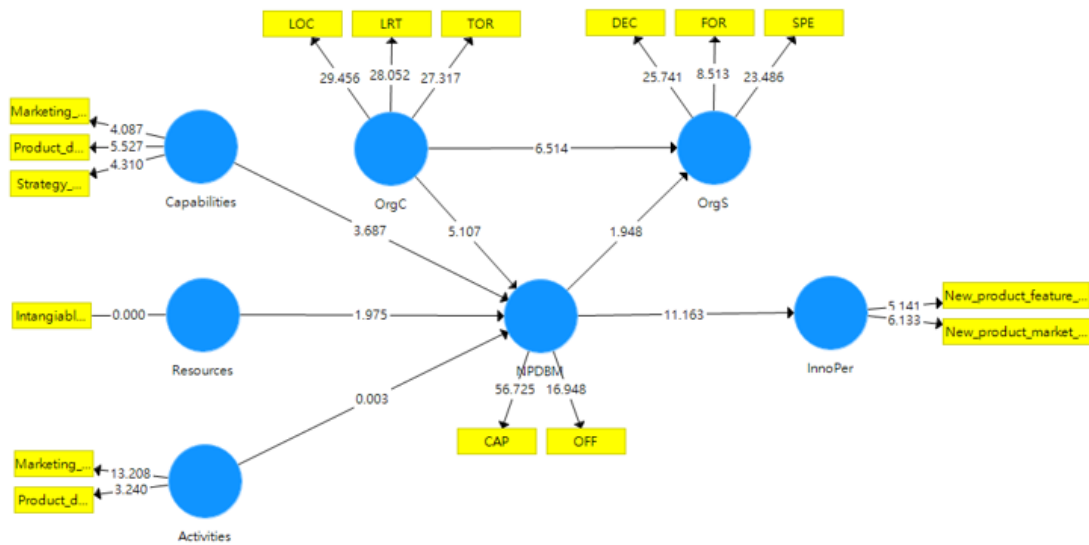 LOC
LRT
TOR
DEC
FOR
SPE
29.456
28.052
27.317
25.741
8.513
23.486
Marketing_...
Product_d...
Strategy_...
4.087
5.527
4.310
Capabilities
OrgC
6.514
OrgS
3.687
5.107
1.948
Intangiabl...
0.000
Resources
1.975
NPDBM
11.163
InnoPer
5.141
6.133
New_product_feature_...
New_product_market_...
0.003
56.725
16.948
CAP
OFF
Marketing_...
Product_d...
13.208
3.240
Activities